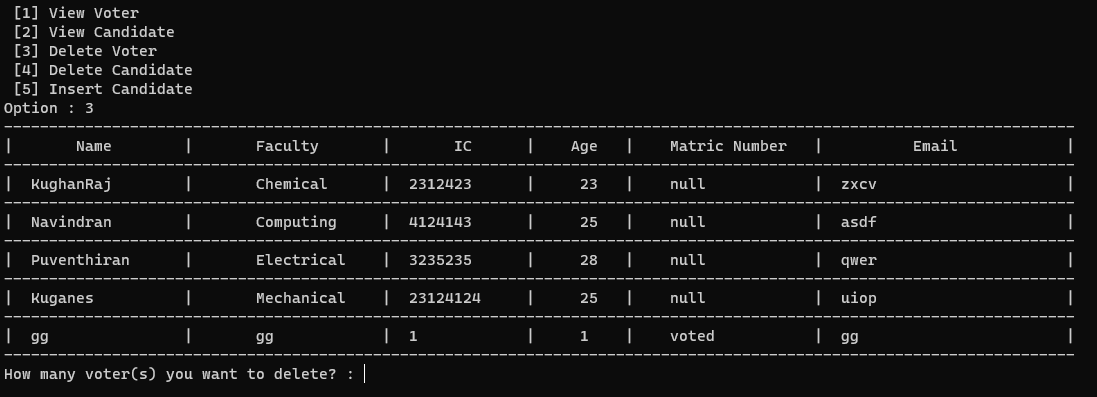 [1] View Voter
[2] View Candidate
[3] Delete Voter
[4] Delete Candidate
[5] Insert Candidate
Option : 3
| Name | Faculty | IC | Age | Matric Number | Email |
| KughanRaj | Chemical | 2312423 | 23 | null | zxcv |
| Navindran | Computing | 4124143 | 25 | null | asdf |
| Puventhiran | Electrical | 3235235 | 28 | null | qwer |
| Kuganes | Mechanical | 23124124 | 25 | null | uiop |
| gg | gg | 1 | 1 | voted | gg |
How many voter(s) you want to delete? :